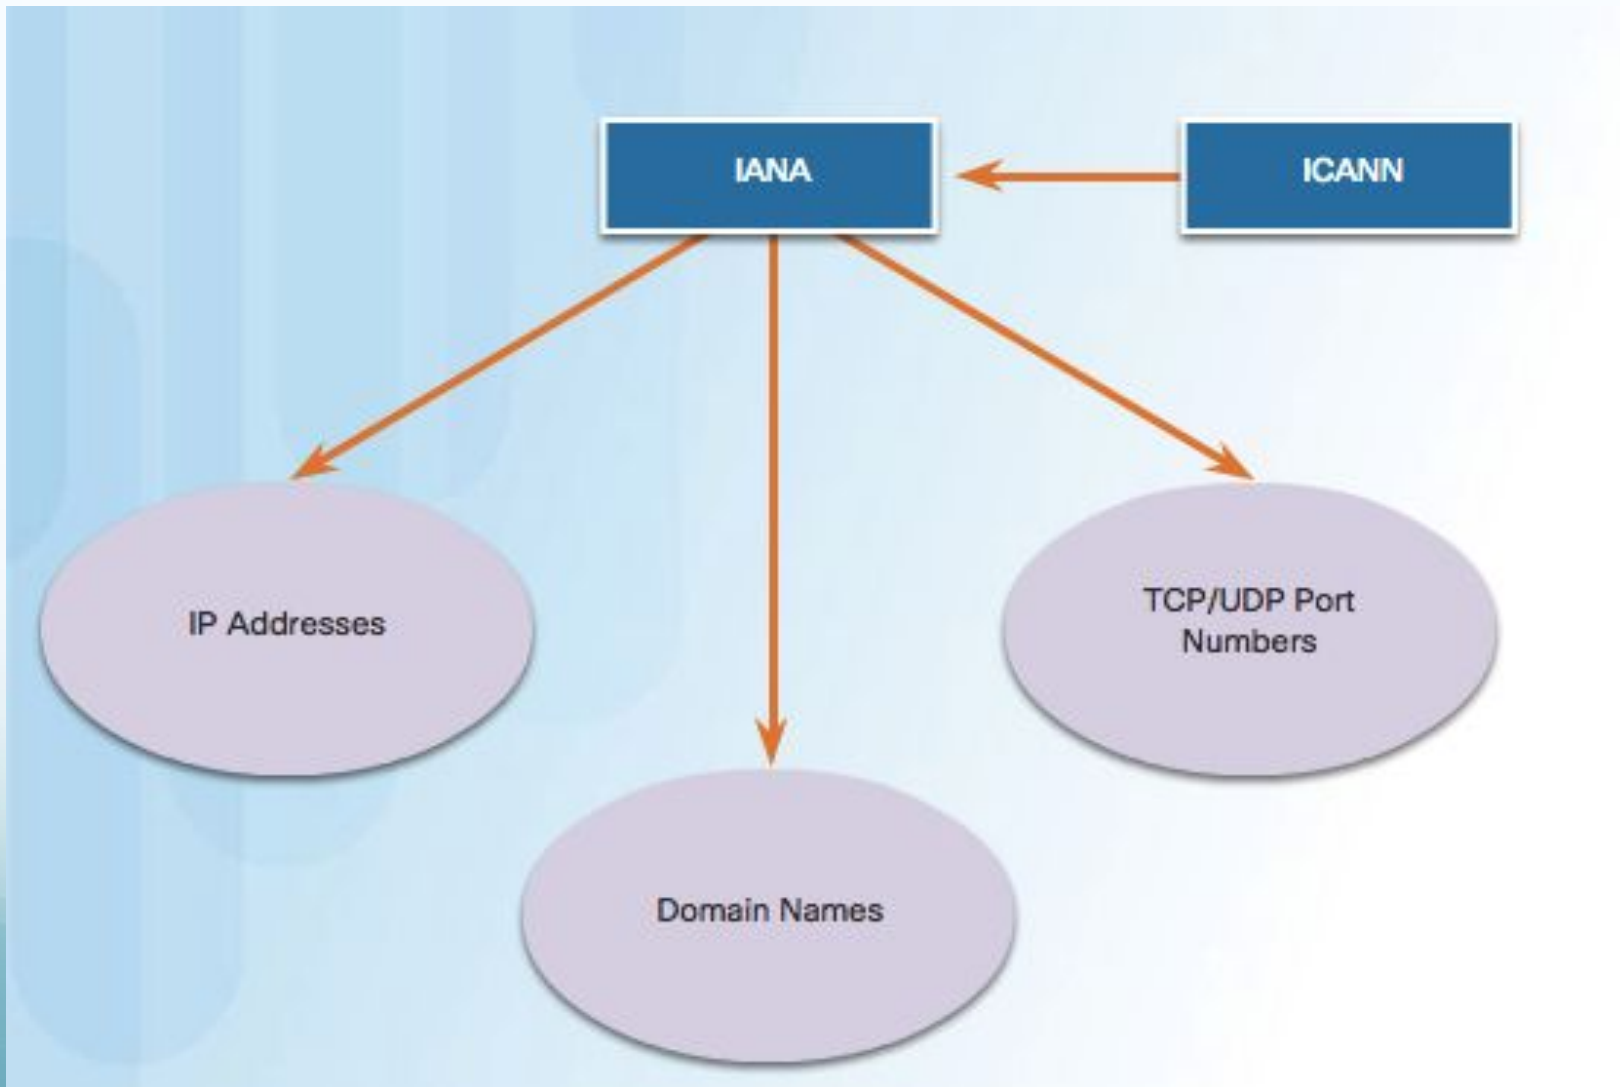 IANA
ICANN
IP Addresses
TCP/UDP Port
Numbers
Domain Names